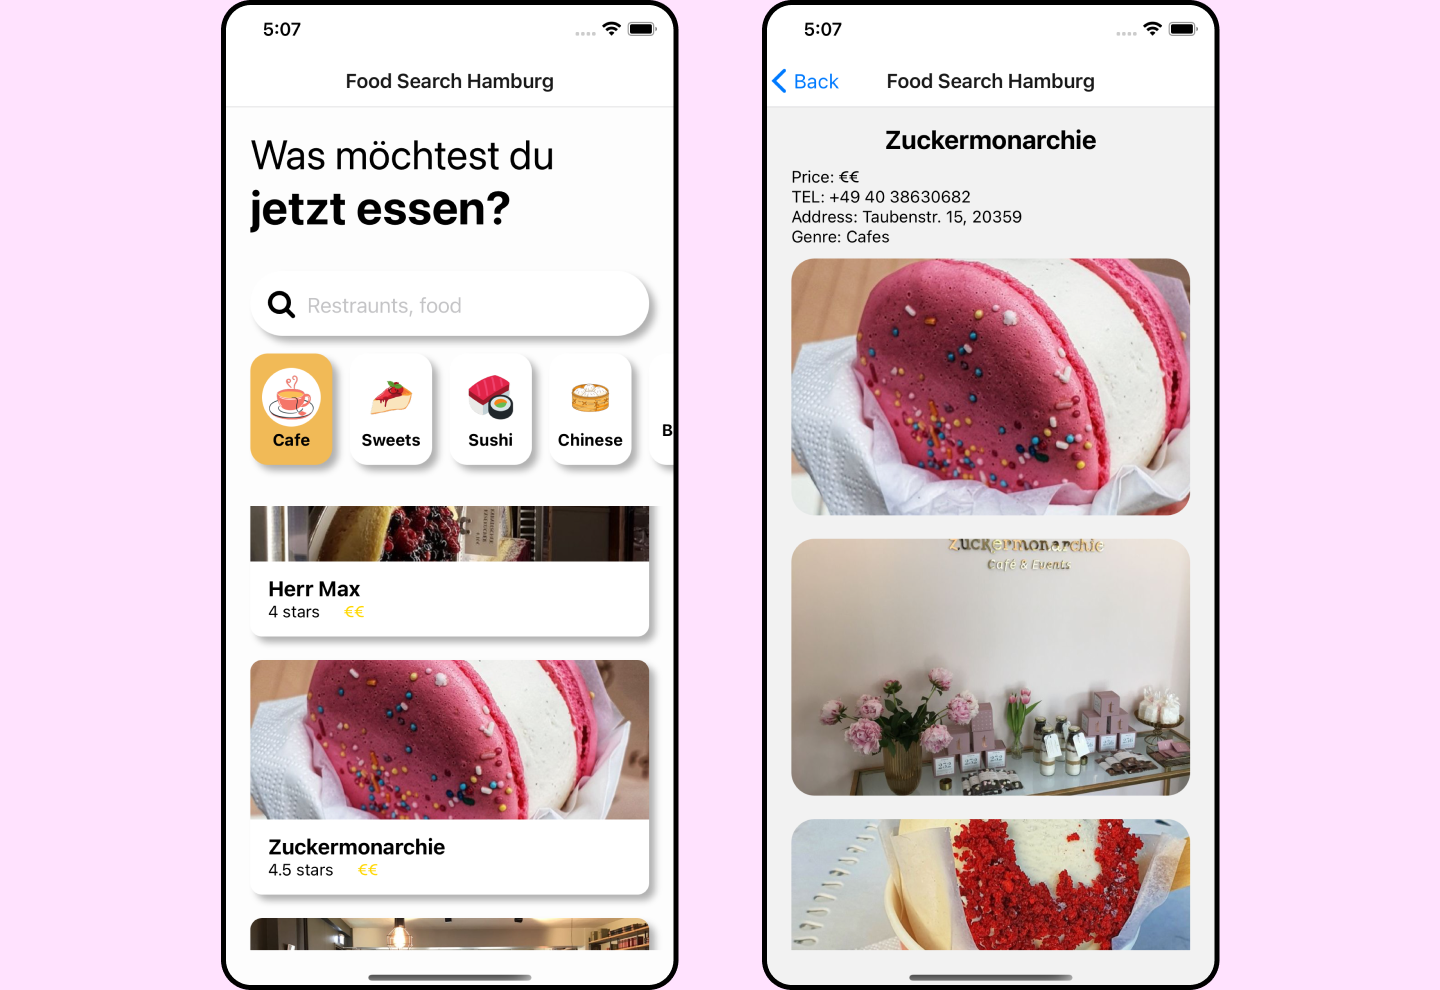 5:07
Food Search Hamburg
Was möchtest du
jetzt essen?
Restraunts, food
Cafe
Sweets
Sushi
Chinese
B
Herr Max
4 stars €€
Zuckermonarchie
4.5 stars €€
5:07
Back
Food Search Hamburg
Zuckermonarchie
Price: €€
TEL: +49 40 38630682
Address: Taubenstr. 15, 20359
Genre: Cafes
zuckermonarchie
Café & Events